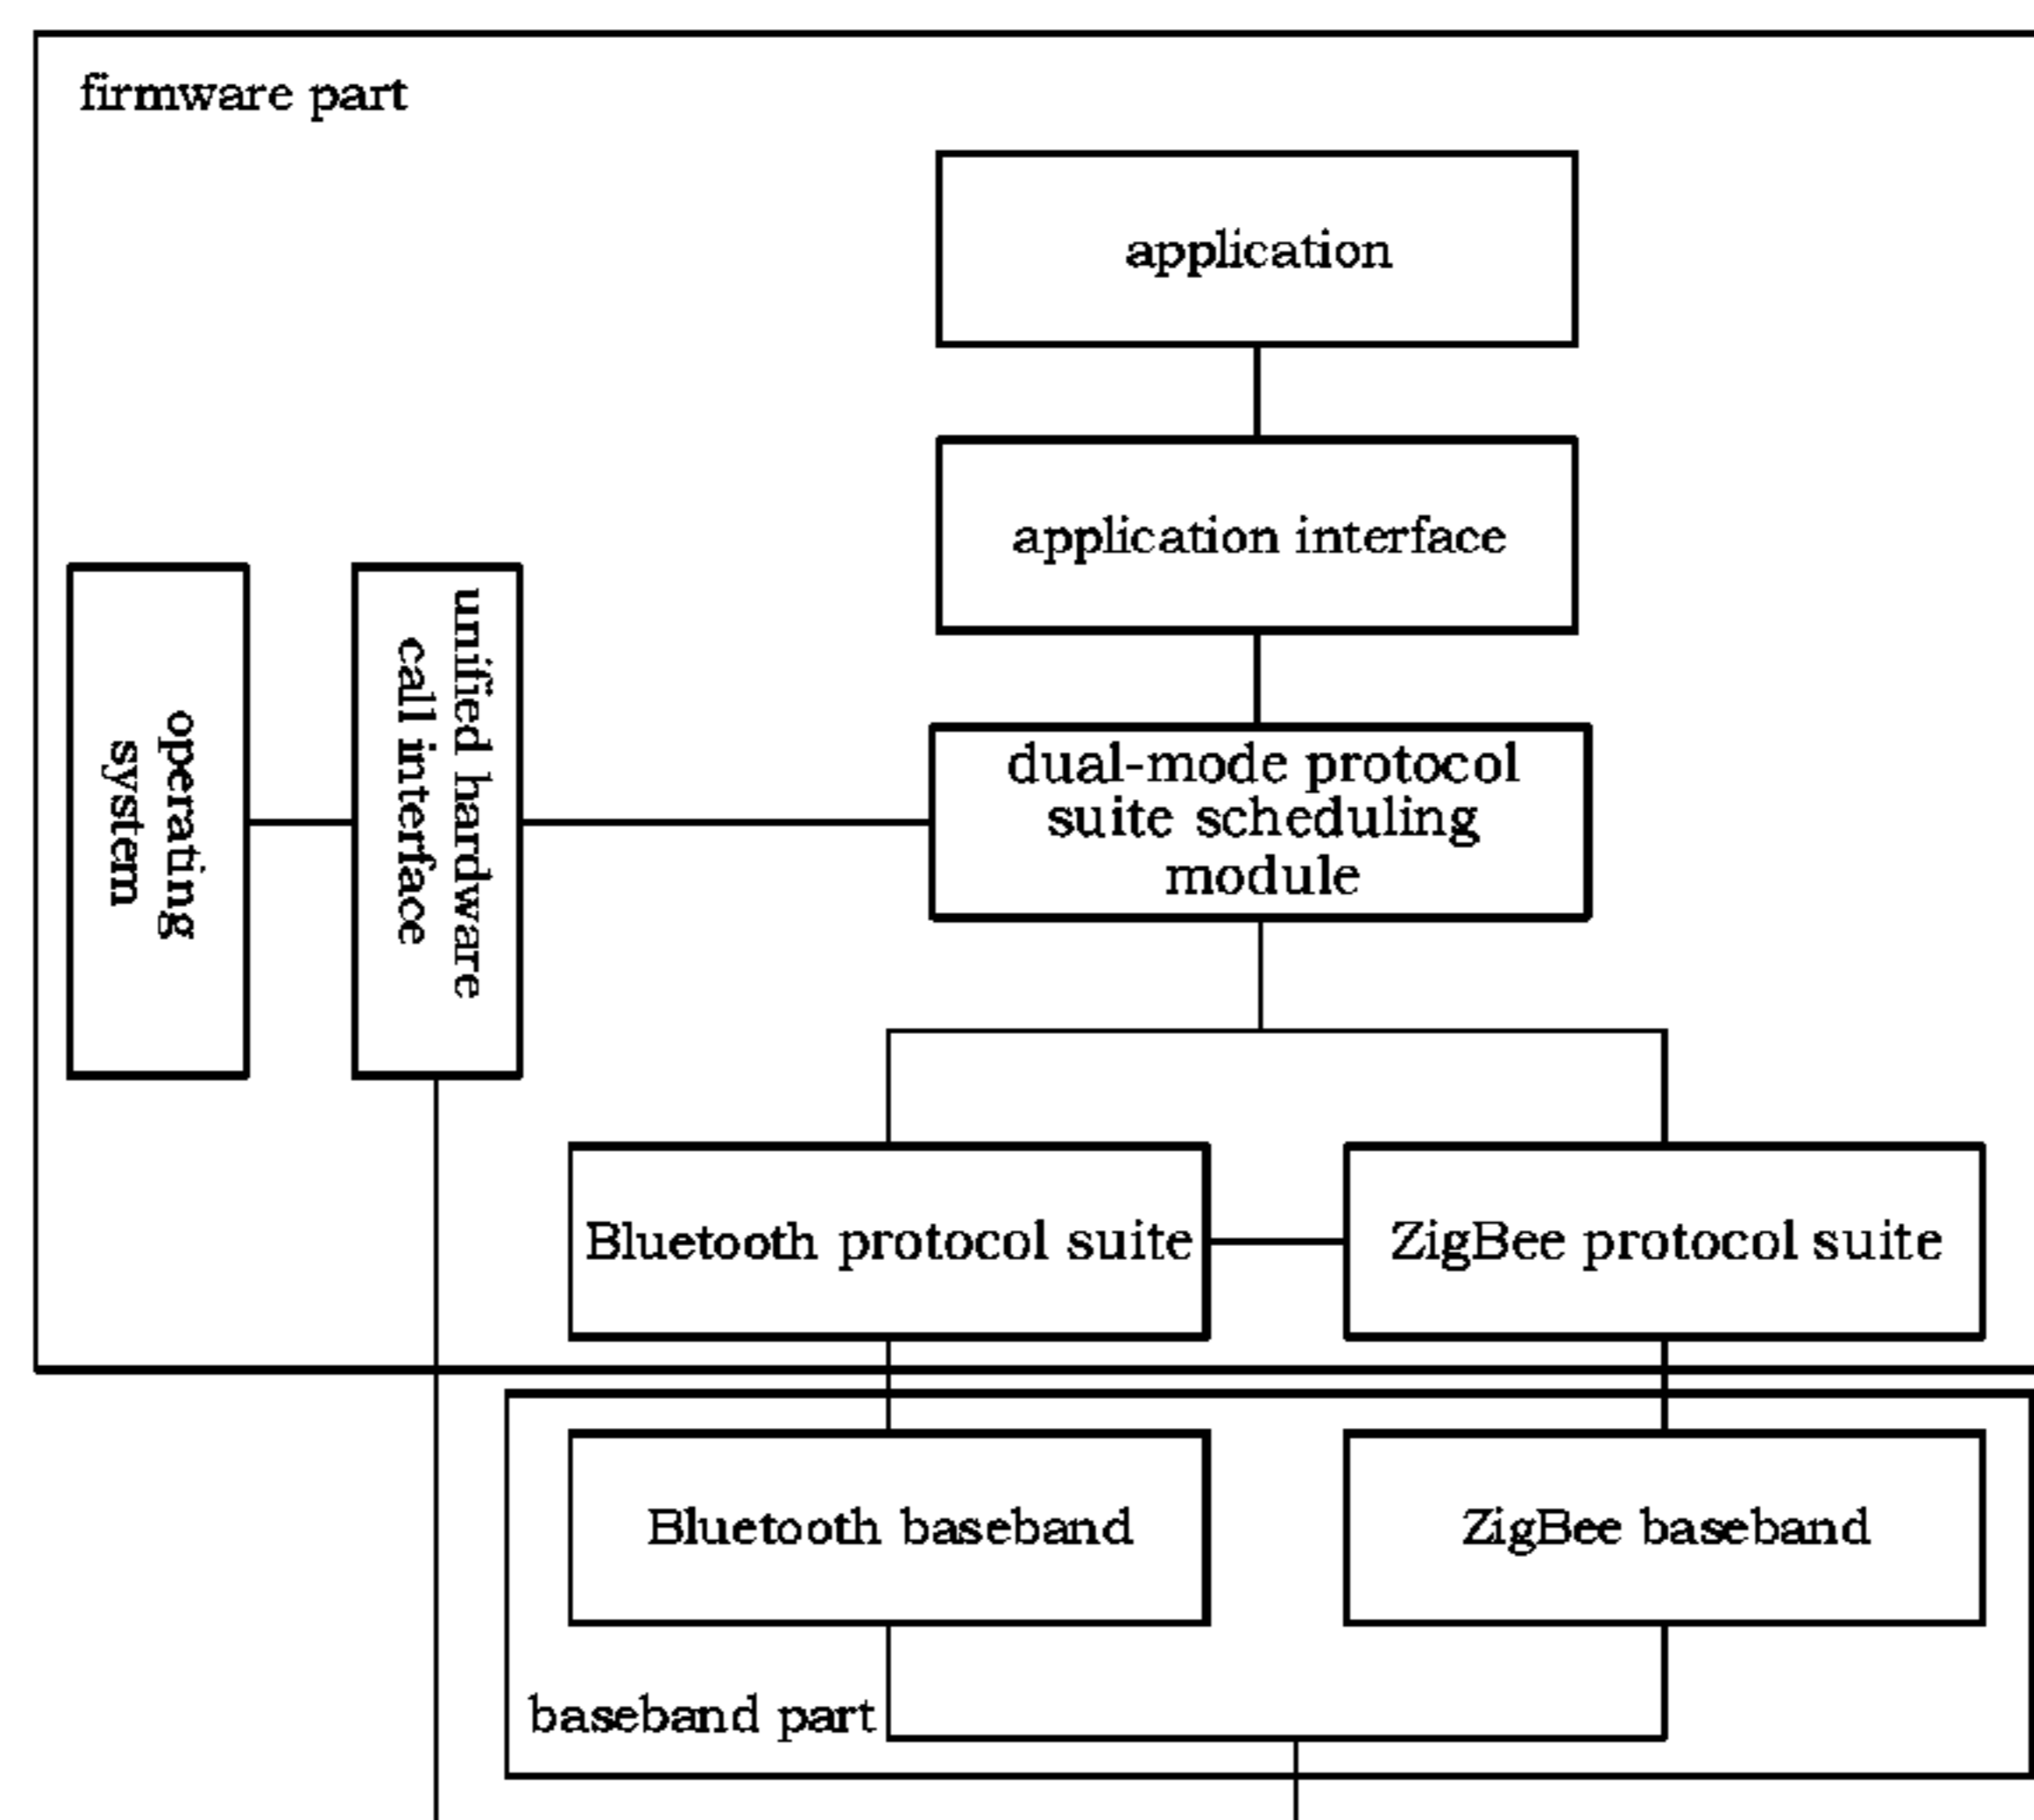 firmware part
application
application interface
operating
system
unified hardware
call interface
dual-mode protocol
suite scheduling
module
Bluetooth protocol suite
ZigBee protocol suite
Bluetooth baseband
ZigBee baseband
baseband part